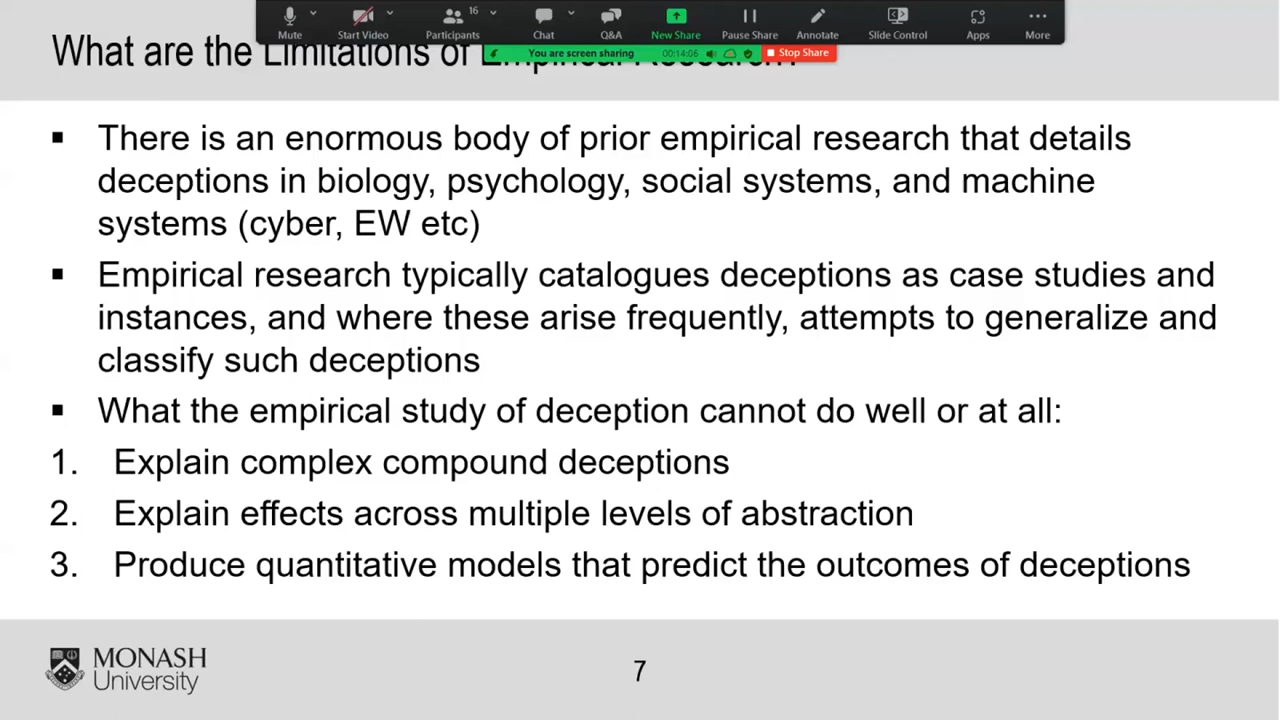 16
Mute
Start Video
Participants
Chat
Q&A
New Share
Pause Share
Annotate
Slide Control
Apps
More
You are screen sharing
00:14:06
Stop Share
What are the Limitations of Empirical Research?
▪ There is an enormous body of prior empirical research that details
deceptions in biology, psychology, social systems, and machine
systems (cyber, EW etc)
▪ Empirical research typically catalogues deceptions as case studies and
instances, and where these arise frequently, attempts to generalize and
classify such deceptions
▪ What the empirical study of deception cannot do well or at all:
1. Explain complex compound deceptions
2. Explain effects across multiple levels of abstraction
3. Produce quantitative models that predict the outcomes of deceptions
MONASH
University
7